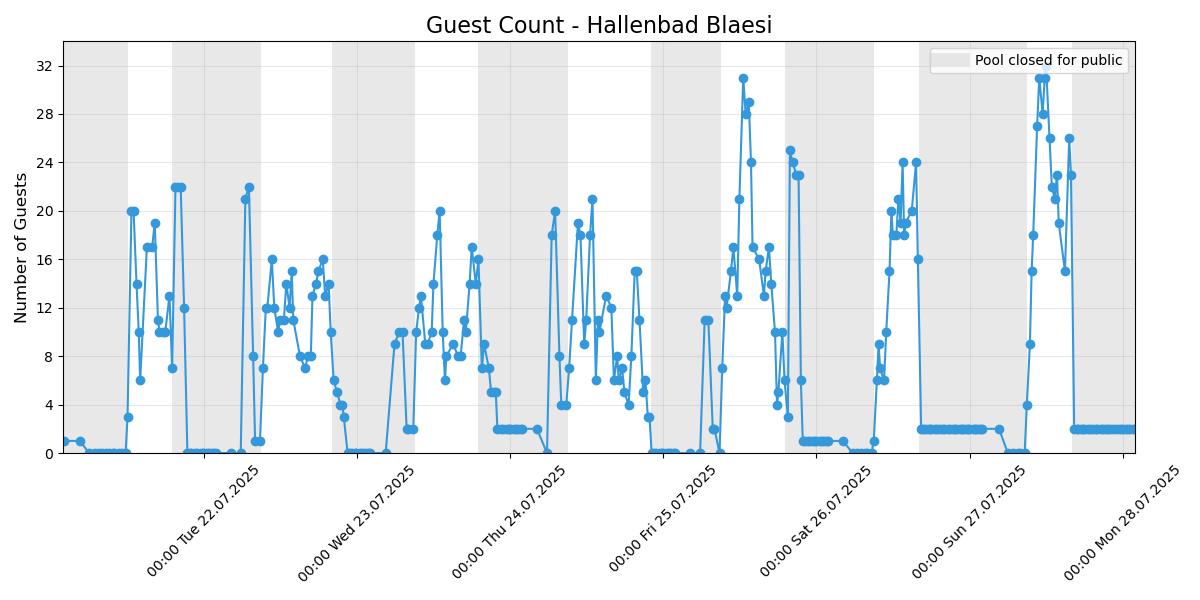 Guest Count - Hallenbad Blaesi
Pool closed for public
Number of Guests
32
28
24
20
16
12
8
4
0
00:00 Tue 22.07.2025
00:00 Wed 23.07.2025
00:00 Thu 24.07.2025
00:00 Fri 25.07.2025
00:00 Sat 26.07.2025
00:00 Sun 27.07.2025
00:00 Mon 28.07.2025